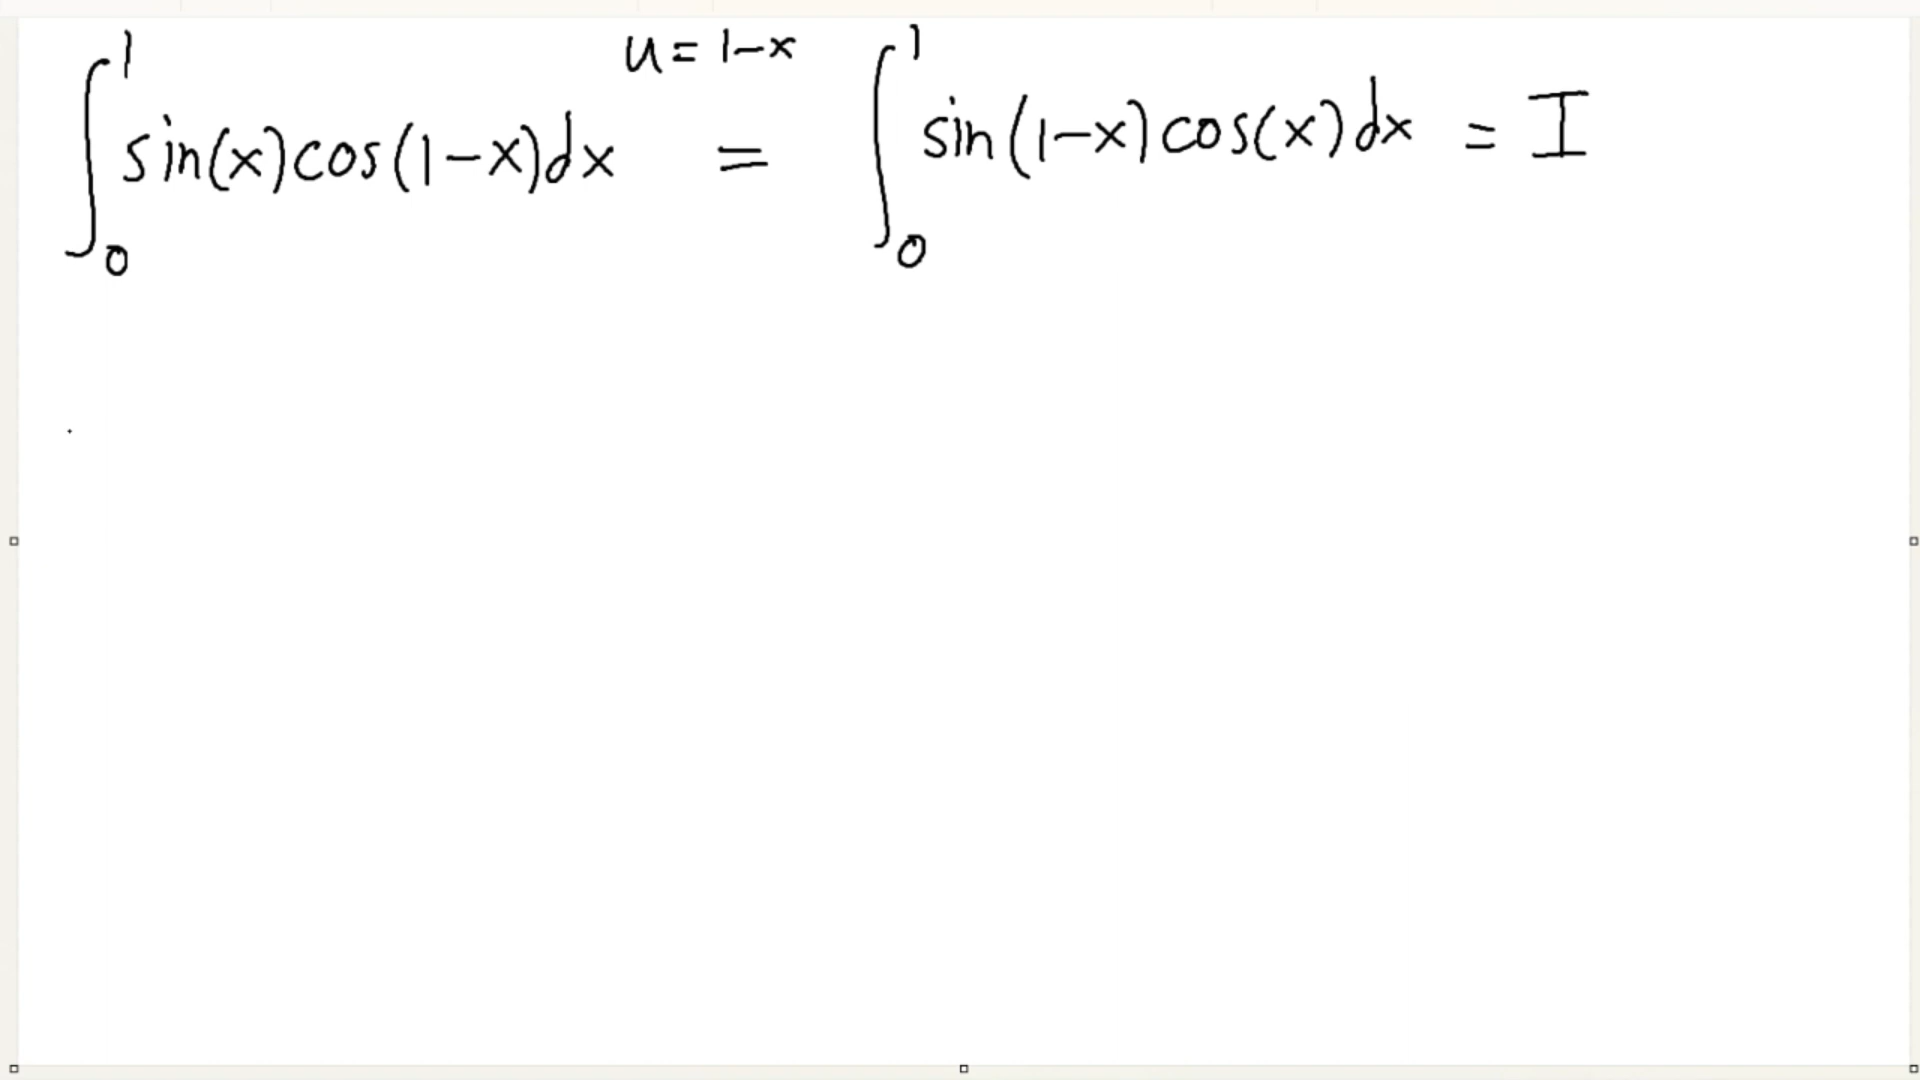 ∫₀¹ sin(x)cos(1-x)dx = ∫₀¹ sin(1-x)cos(x)dx = I
u = 1-x